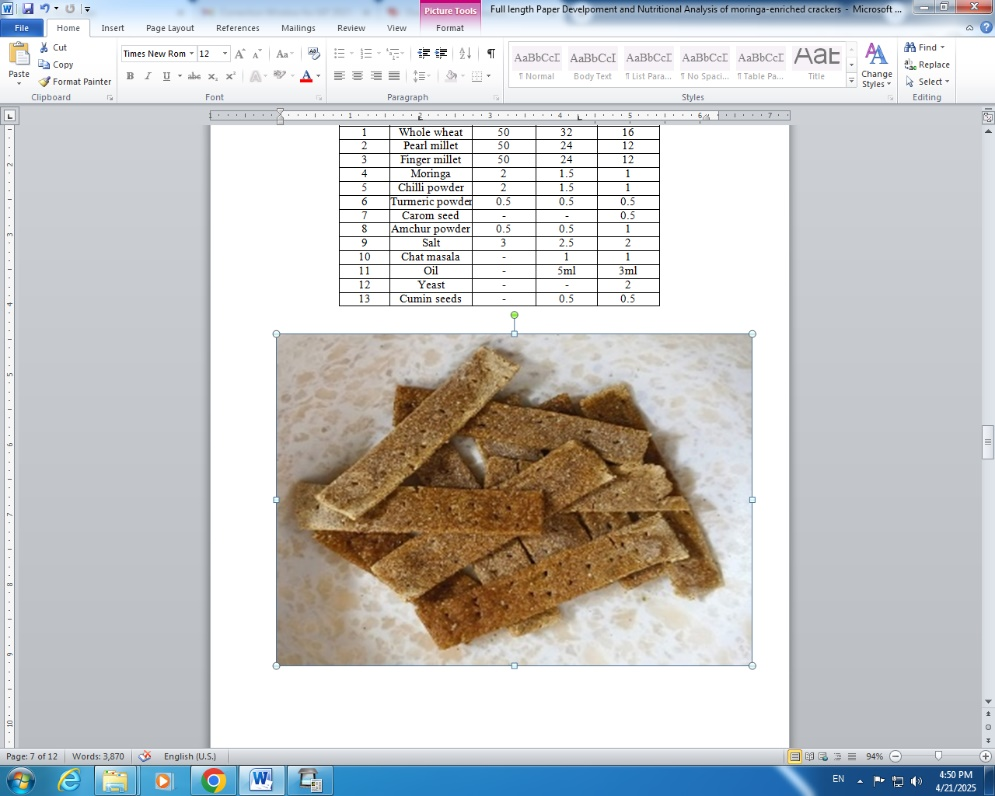 Full length Paper Develpoment and Nutritional Analysis of moringa-enriched crackers - Microsoft ...
Picture Tools
File Home Insert Page Layout References Mailings Review View Format
Paste
Cut
Copy
Format Painter
Clipboard
Times New Rom 12
Font
Paragraph
AaBbCcDc AaBbCcDc AaBbCcDc AaBbCcDc AaBbCcDc AaBb
¶ Normal Body Text ¶ List Para... ¶ No Spaci... ¶ Table Pa... Title
Change Styles
Styles
Find
Replace
Select
Editing
1 Whole wheat 50 32 16
2 Pearl millet 50 24 12
3 Finger millet 50 24 12
4 Moringa 2 1.5 1
5 Chilli powder 2 1.5 1
6 Turmeric powder 0.5 0.5 0.5
7 Carom seed - - 0.5
8 Amchur powder 0.5 0.5 1
9 Salt 3 2.5 2
10 Chat masala - 1 1
11 Oil - 5ml 3ml
12 Yeast - - 2
13 Cumin seeds - 0.5 0.5
Page: 7 of 12 Words: 3,870 English (U.S.) 94%
EN 4:50 PM
4/21/2025